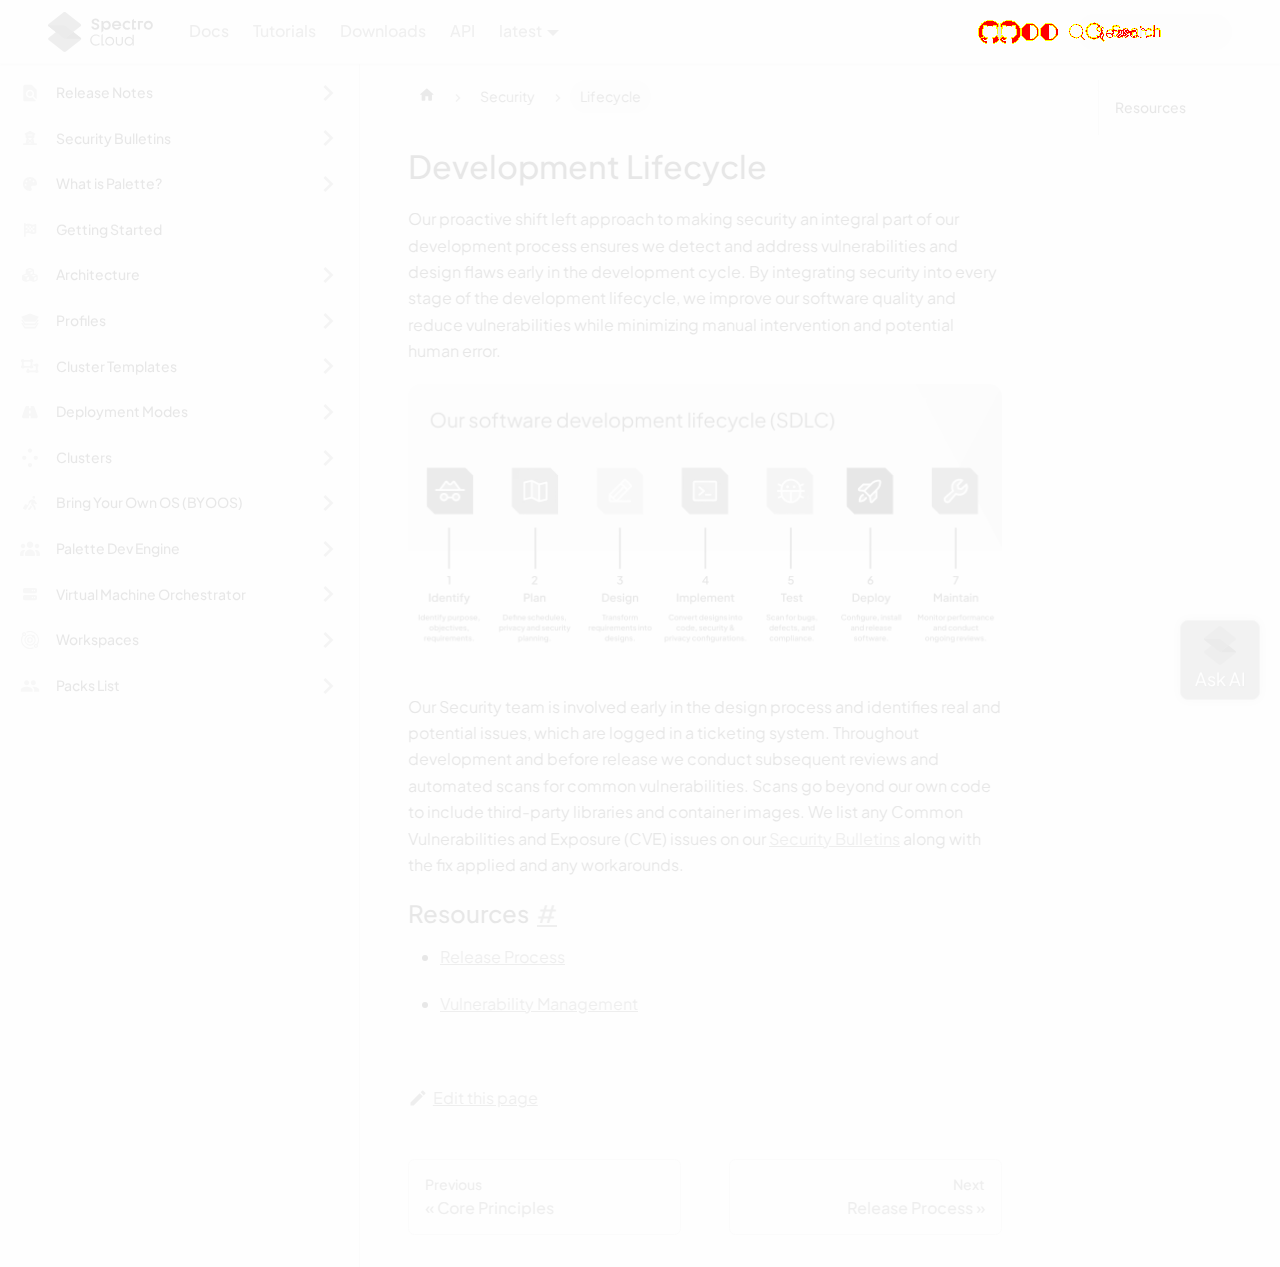 Spectro
Cloud
Docs
Tutorials
Downloads
API
latest
Release Notes
Security Bulletins
What is Palette?
Getting Started
Architecture
Profiles
Cluster Templates
Deployment Modes
Clusters
Bring Your Own OS (BYOOS)
Palette Dev Engine
Virtual Machine Orchestrator
Workspaces
Packs List
Security
Lifecycle
Development Lifecycle
Our proactive shift left approach to making security an integral part of our
development process ensures we detect and address vulnerabilities and
design flaws early in the development cycle. By integrating security into every
stage of the development lifecycle, we improve our software quality and
reduce vulnerabilities while minimizing manual intervention and potential
human error.
Our software development lifecycle (SDLC)
1
Identify
Identify purpose
objectives,
requirements.
2
Plan
Define schedules,
privacy and security
planning.
3
Design
Transform
requirements into
designs.
4
Implement
Convert designs into
code, security &
privacy configurations.
5
Test
Scan for bugs,
defects, and
compliance.
6
Deploy
Configure, install
and release
software.
7
Maintain
Monitor performance
and conduct
ongoing reviews.
Our Security team is involved early in the design process and identifies real and
potential issues, which are logged in a ticketing system. Throughout
development and before release we conduct subsequent reviews and
automated scans for common vulnerabilities. Scans go beyond our own code
to include third-party libraries and container images. We list any Common
Vulnerabilities and Exposure (CVE) issues on our Security Bulletins along with
the fix applied and any workarounds.
Resources #
Release Process
Vulnerability Management
Edit this page
Previous
« Core Principles
Next
Release Process »
Resources
Ask AI